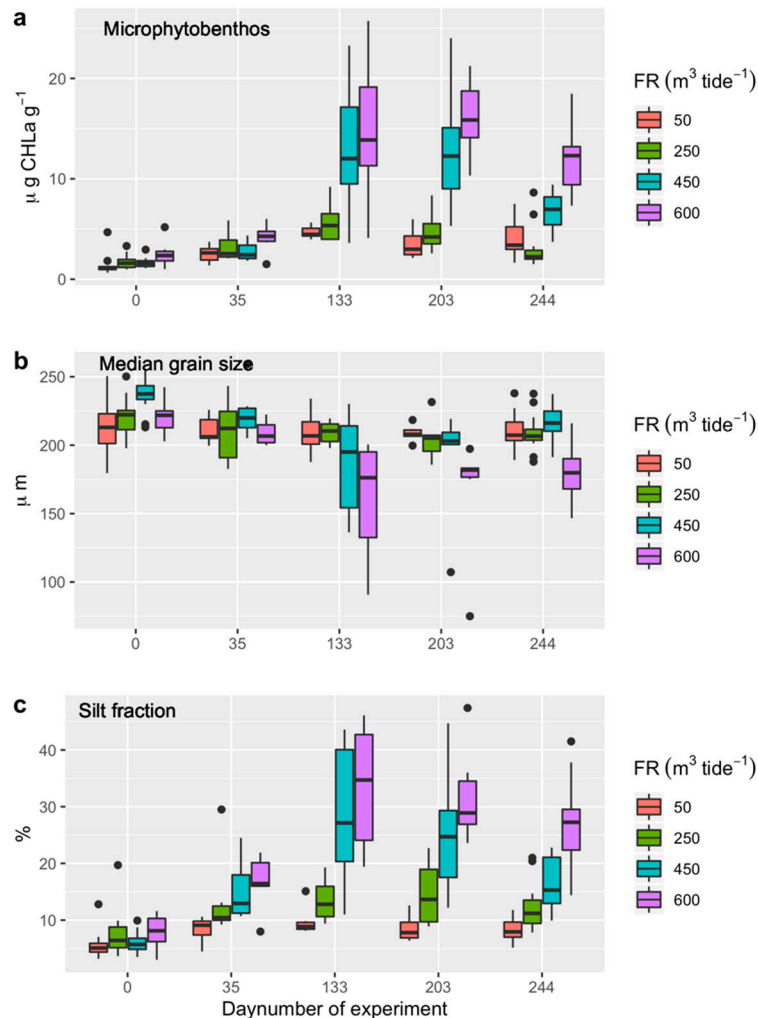 a
Microphytobenthos
μ g CHLa g⁻¹
20
10
0
0 35 133 203 244
FR (m³ tide⁻¹)
50
250
450
600
b
Median grain size
μ m
250
200
150
100
0 35 133 203 244
FR (m³ tide⁻¹)
50
250
450
600
c
Silt fraction
%
40
30
20
10
0 35 133 203 244
Daynumber of experiment
FR (m³ tide⁻¹)
50
250
450
600